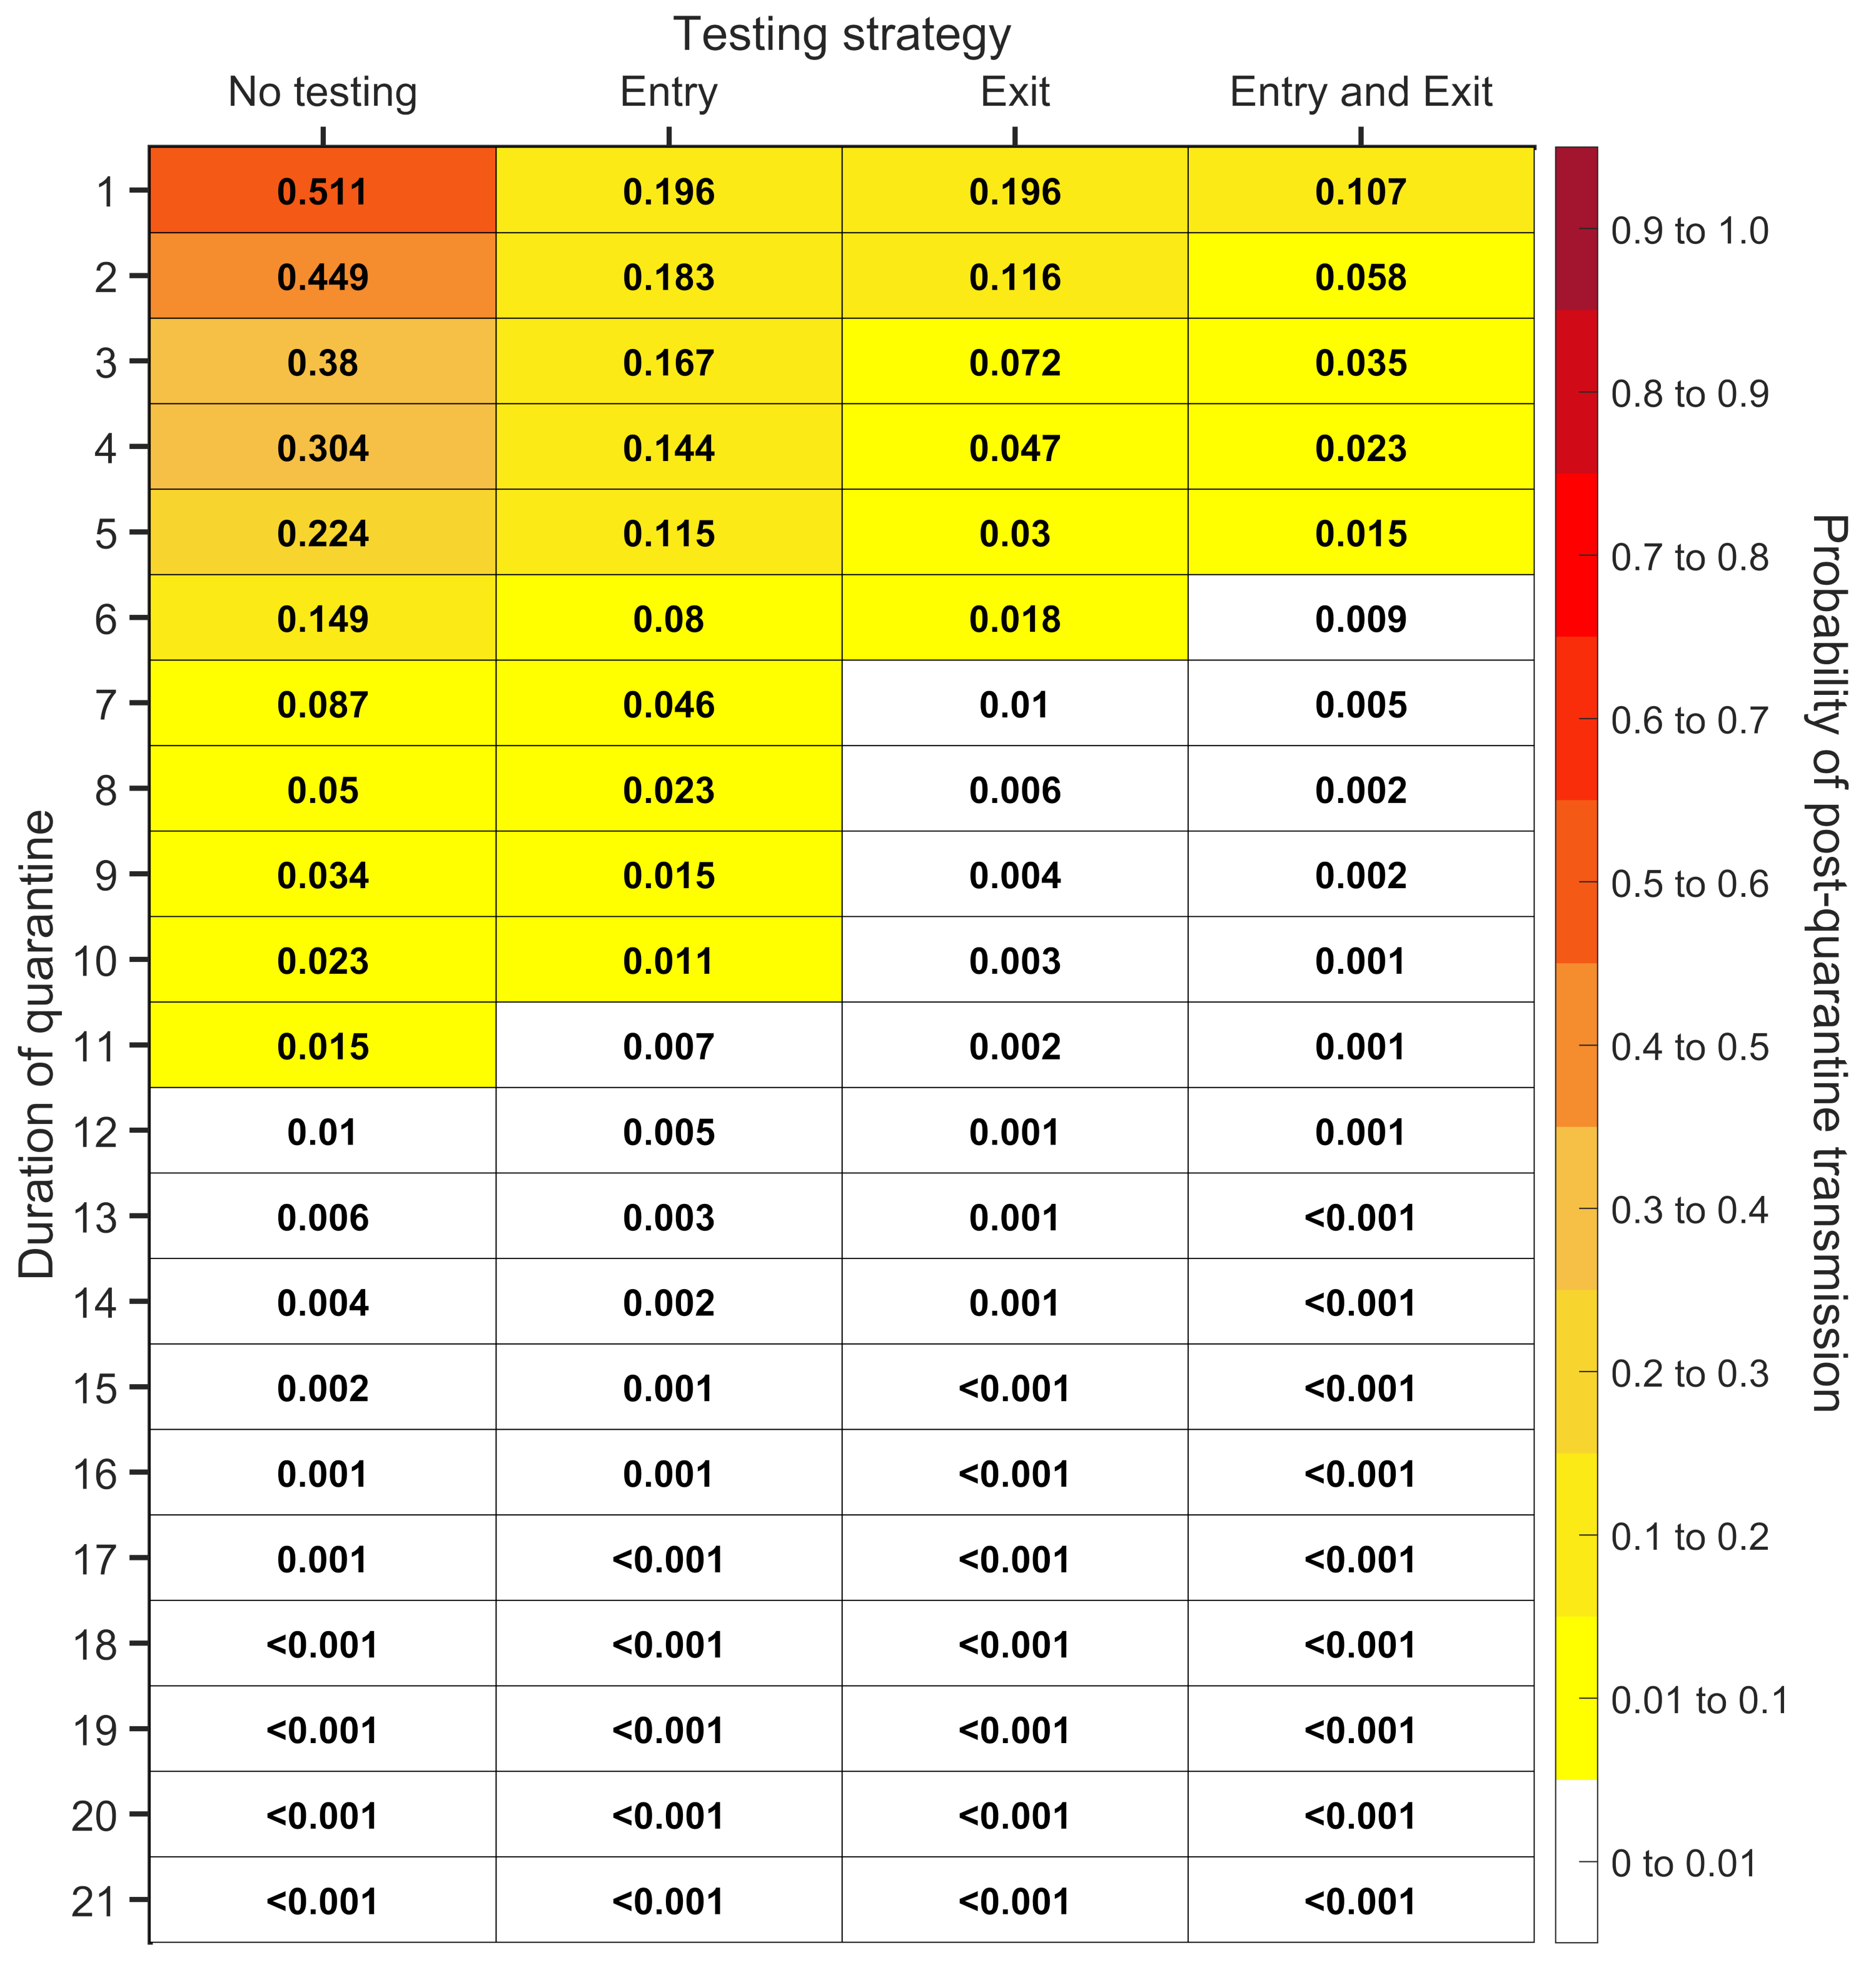 Testing strategy
No testing Entry Exit Entry and Exit
1 0.511 0.196 0.196 0.107
2 0.449 0.183 0.116 0.058
3 0.38 0.167 0.072 0.035
4 0.304 0.144 0.047 0.023
5 0.224 0.115 0.03 0.015
6 0.149 0.08 0.018 0.009
7 0.087 0.046 0.01 0.005
8 0.05 0.023 0.006 0.002
9 0.034 0.015 0.004 0.002
10 0.023 0.011 0.003 0.001
11 0.015 0.007 0.002 0.001
12 0.01 0.005 0.001 0.001
13 0.006 0.003 0.001 <0.001
14 0.004 0.002 0.001 <0.001
15 0.002 0.001 <0.001 <0.001
16 0.001 0.001 <0.001 <0.001
17 0.001 <0.001 <0.001 <0.001
18 <0.001 <0.001 <0.001 <0.001
19 <0.001 <0.001 <0.001 <0.001
20 <0.001 <0.001 <0.001 <0.001
21 <0.001 <0.001 <0.001 <0.001
Duration of quarantine
0.9 to 1.0
0.8 to 0.9
0.7 to 0.8
0.6 to 0.7
0.5 to 0.6
0.4 to 0.5
0.3 to 0.4
0.2 to 0.3
0.1 to 0.2
0.01 to 0.1
0 to 0.01
Probability of post-quarantine transmission